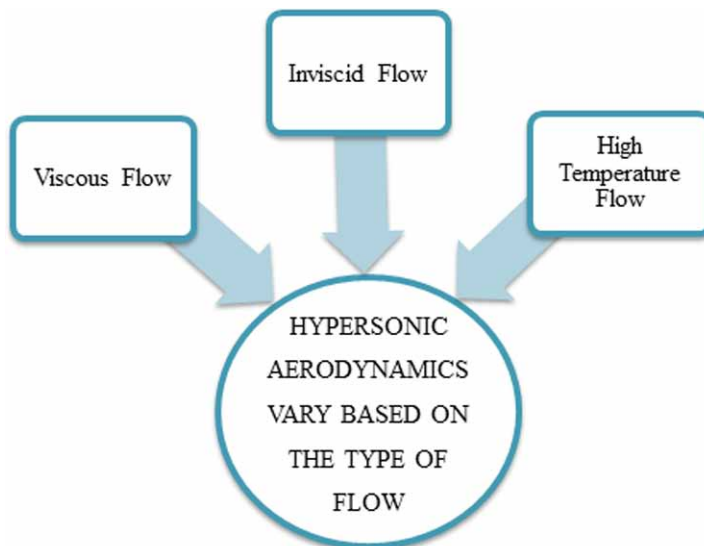 Inviscid Flow
Viscous Flow
High
Temperature
Flow
HYPERSONIC
AERODYNAMICS
VARY BASED ON
THE TYPE OF
FLOW